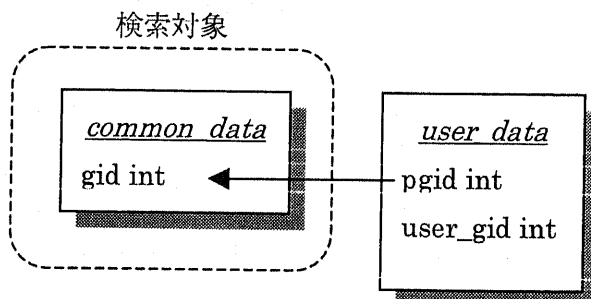 検索対象
common_data
gid int
user_data
pgid int
user_gid int